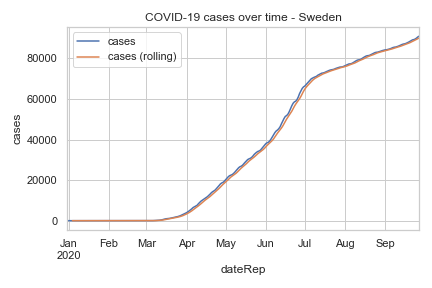 COVID-19 cases over time - Sweden
cases
cases (rolling)
80000
60000
40000
20000
0
cases
Jan Feb Mar Apr May Jun Jul Aug Sep
2020
dateRep